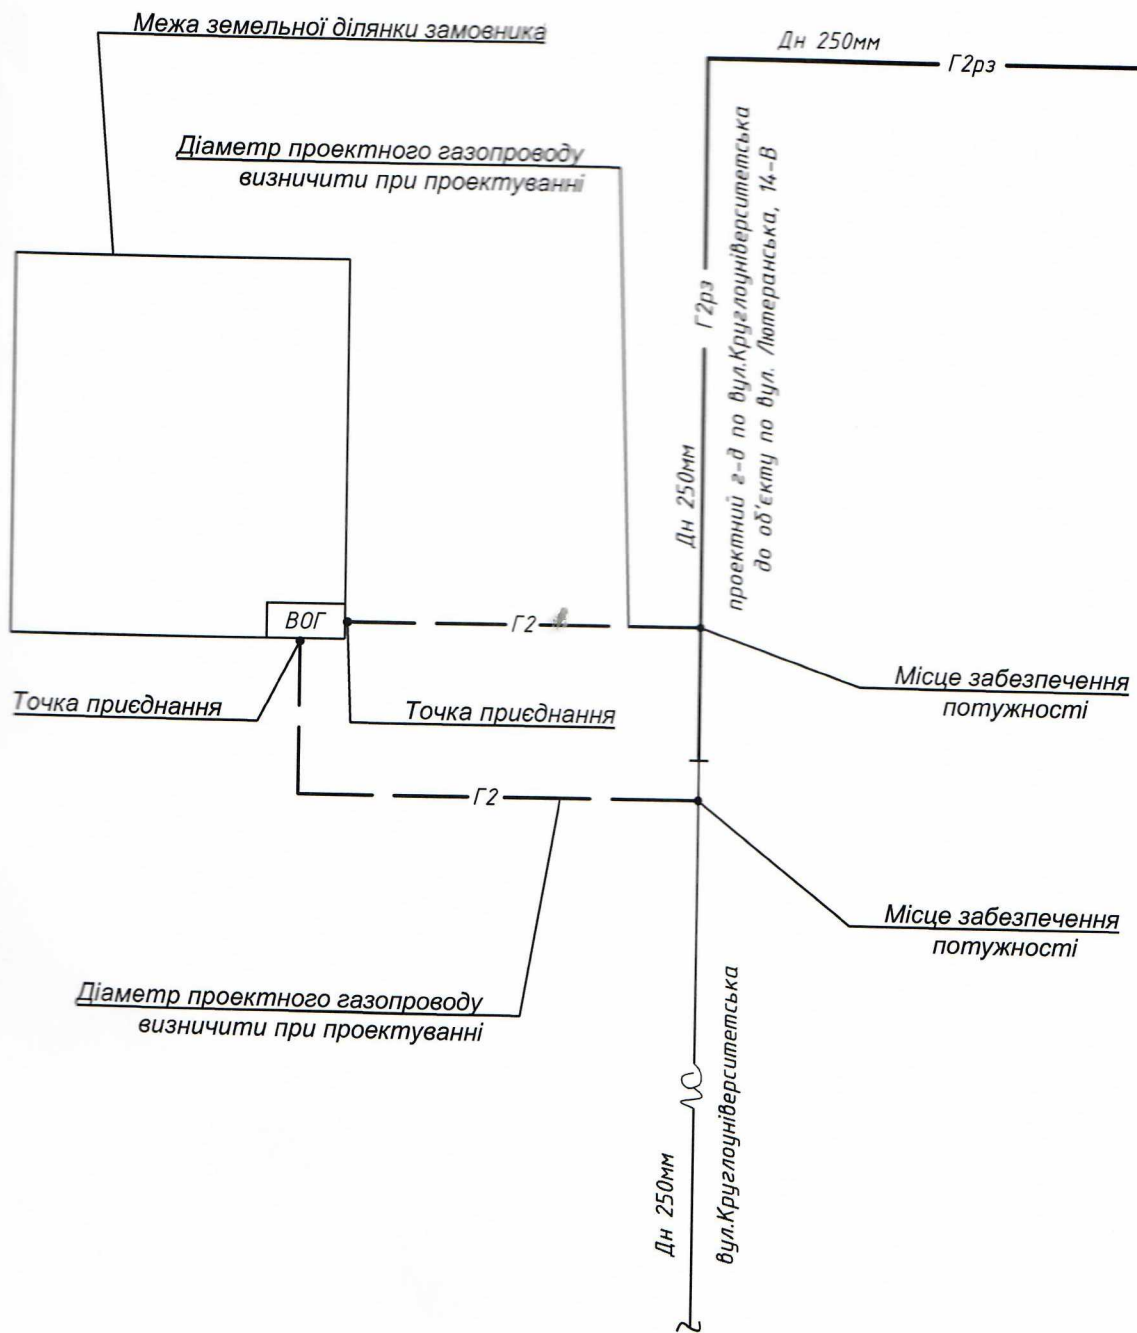 Межа земельної ділянки замовника
Дн 250мм
Г2рз
Діаметр проектного газопроводу
визничити при проектуванні
Г2рз
проектний г-д по вул.Круглоуніверситетська
до об'єкту по вул. Лютеранська, 14-В
Дн 250мм
ВОГ
Г2
Місце забезпечення
потужності
Точка приєднання
Точка приєднання
Г2
Місце забезпечення
потужності
Діаметр проектного газопроводу
визничити при проектуванні
вул.Круглоуніверситетська
Дн 250мм